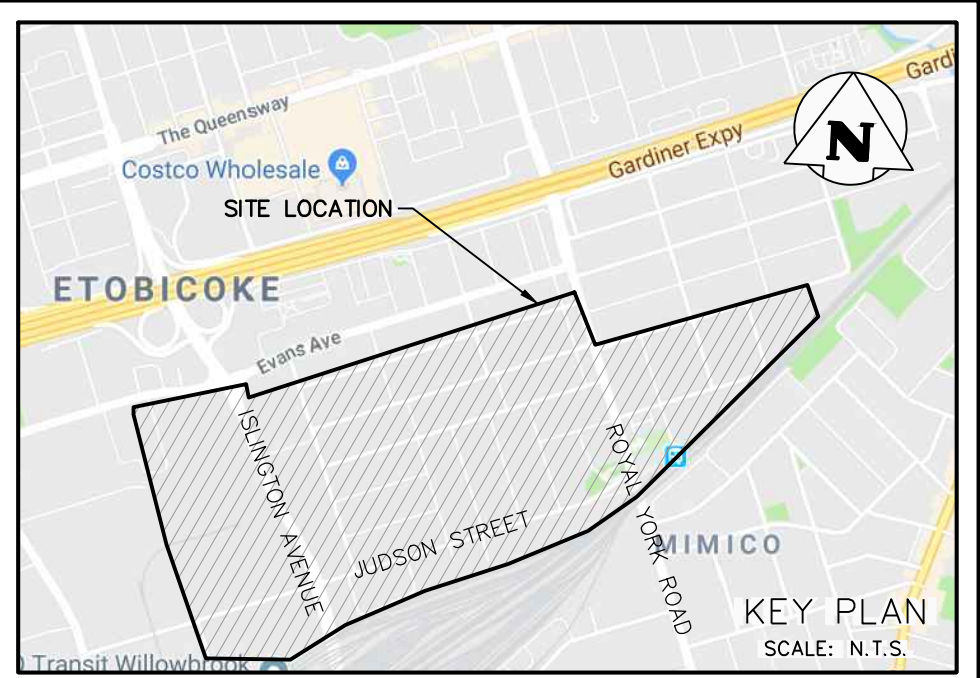 The Queensway
Gardi
Gardiner Expy
N
Costco Wholesale
SITE LOCATION
ETOBICOKE
Evans Ave
ISLINGTON AVENUE
ROYAL YORK ROAD
JUDSON STREET
MIMICO
KEY PLAN
SCALE: N.T.S.
Transit Willowbrook